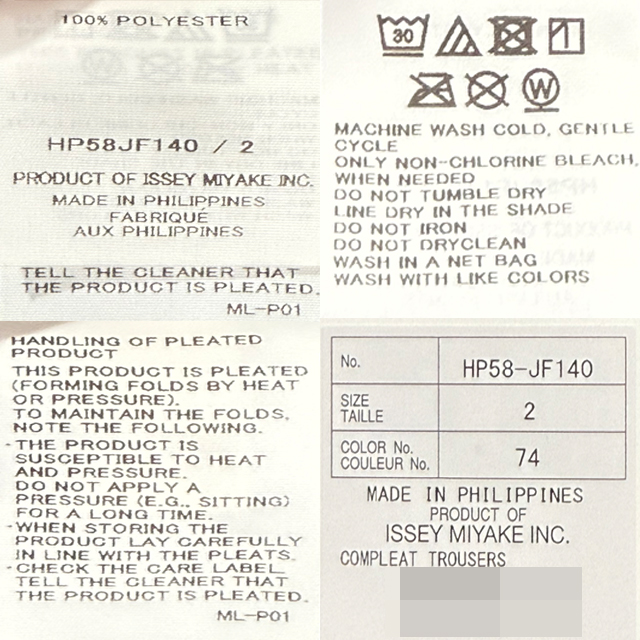 100% POLYESTER
HP58JF140 / 2
PRODUCT OF ISSEY MIYAKE INC.
MADE IN PHILIPPINES
FABRIQUÉ
AUX PHILIPPINES
TELL THE CLEANER THAT
THE PRODUCT IS PLEATED.
ML-P01
30
W
MACHINE WASH COLD, GENTLE
CYCLE
ONLY NON-CHLORINE BLEACH,
WHEN NEEDED
DO NOT TUMBLE DRY
LINE DRY IN THE SHADE
DO NOT IRON
DO NOT DRYCLEAN
WASH IN A NET BAG
WASH WITH LIKE COLORS
HANDLING OF PLEATED
PRODUCT
THIS PRODUCT IS PLEATED
(FORMING FOLDS BY HEAT
OR PRESSURE).
TO MAINTAIN THE FOLDS,
NOTE THE FOLLOWING.
-THE PRODUCT IS
SUSCEPTIBLE TO HEAT
AND PRESSURE.
DO NOT APPLY A
PRESSURE (E.G., SITTING)
FOR A LONG TIME.
-WHEN STORING THE
PRODUCT LAY CAREFULLY
IN LINE WITH THE PLEATS.
-CHECK THE CARE LABEL.
TELL THE CLEANER THAT
THE PRODUCT IS PLEATED.
ML-P01
No. HP58-JF140
SIZE
TAILLE 2
COLOR No.
COULEUR No. 74
MADE IN PHILIPPINES
PRODUCT OF
ISSEY MIYAKE INC.
COMPLEAT TROUSERS